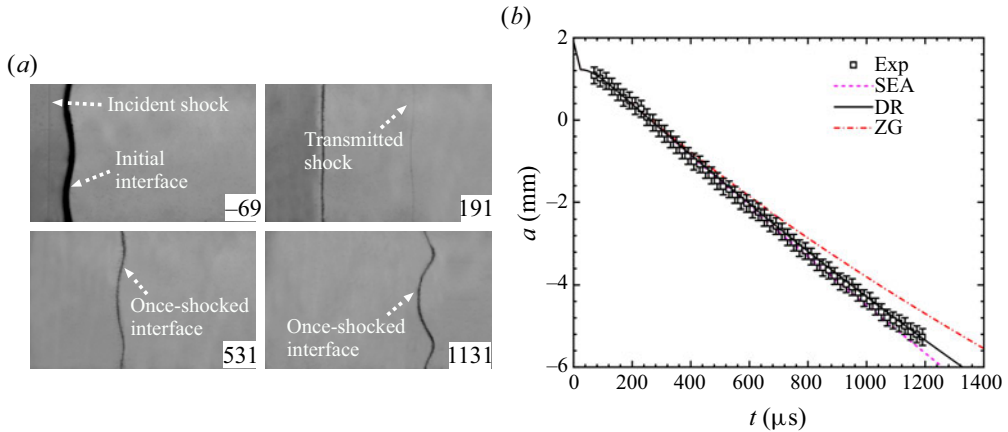 (a)
Incident shock
Initial
interface
–69
Transmitted
shock
191
Once-shocked
interface
531
Once-shocked
interface
1131
(b)
2
0
–2
–4
–6
a (mm)
Exp
SEA
DR
ZG
0
200
400
600
800
1000
1200
1400
t (μs)